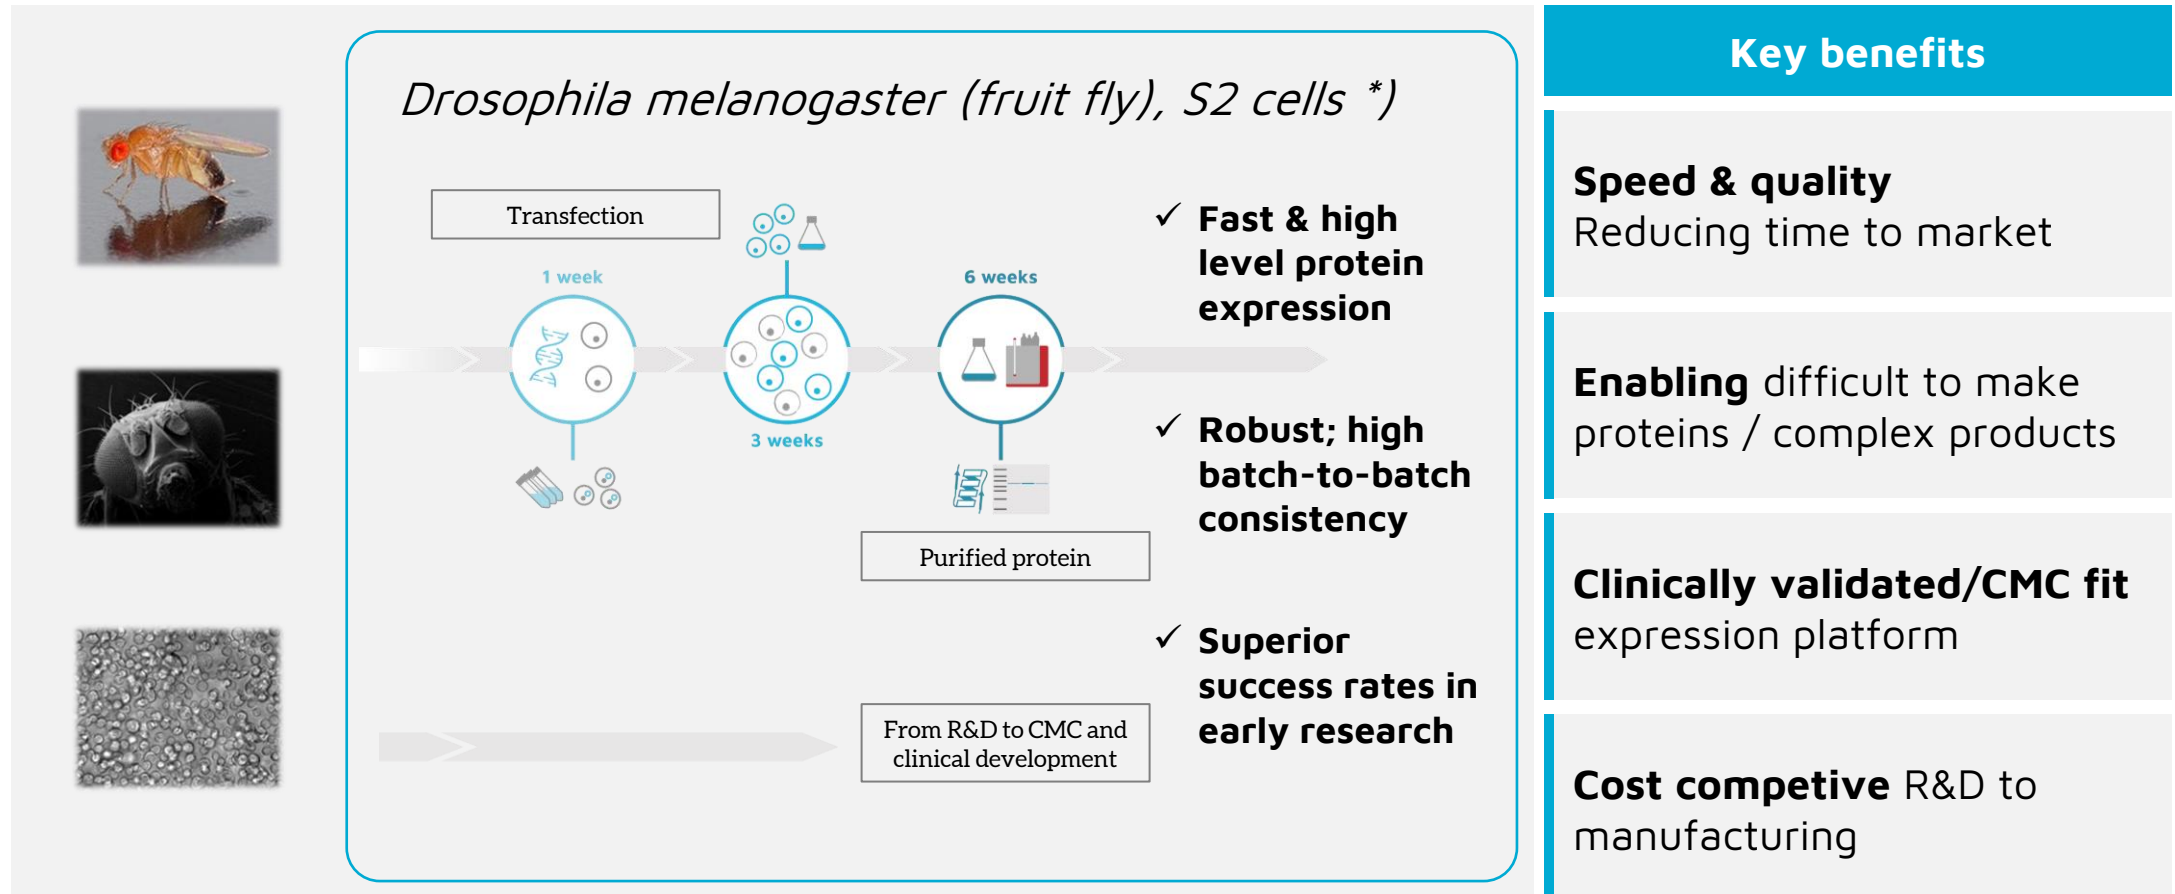 Drosophila melanogaster (fruit fly), S2 cells *)
Transfection
1 week
3 weeks
6 weeks
Purified protein
From R&D to CMC and
clinical development
✓ Fast & high
level protein
expression
✓ Robust; high
batch-to-batch
consistency
✓ Superior
success rates in
early research
Key benefits
Speed & quality
Reducing time to market
Enabling difficult to make
proteins / complex products
Clinically validated/CMC fit
expression platform
Cost competive R&D to
manufacturing